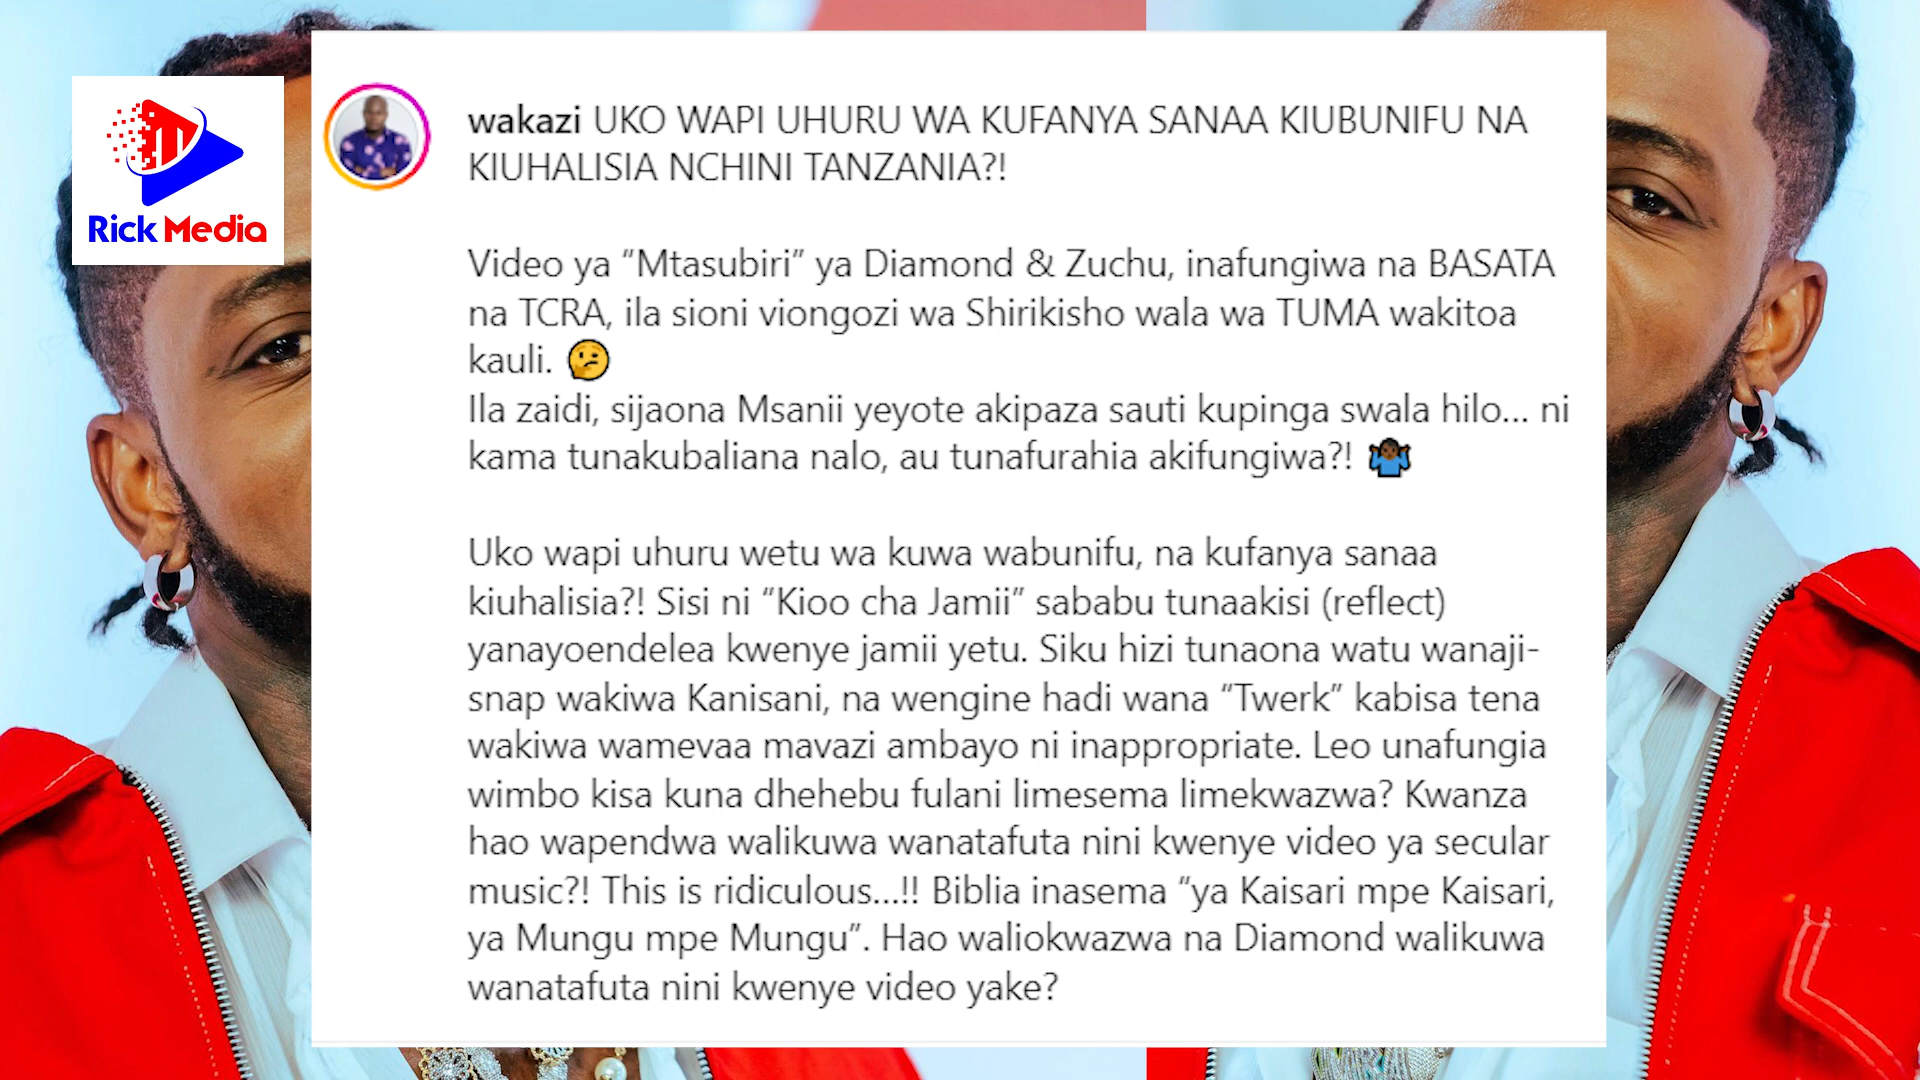 Rick Media
wakazi UKO WAPI UHURU WA KUFANYA SANAA KIUBUNIFU NA
KIUHALISIA NCHINI TANZANIA?!
Video ya “Mtasubiri” ya Diamond & Zuchu, inafungiwa na BASATA
na TCRA, ila sioni viongozi wa Shirikisho wala wa TUMA wakitoa
kauli. 🤔
Ila zaidi, sijaona Msanii yeyote akipaza sauti kupinga swala hilo... ni
kama tunakubaliana nalo, au tunafurahia akifungiwa?! 🤷🏿‍♂️
Uko wapi uhuru wetu wa kuwa wabunifu, na kufanya sanaa
kiuhalisia?! Sisi ni “Kioo cha Jamii” sababu tunaakisi (reflect)
yanayoendelea kwenye jamii yetu. Siku hizi tunaona watu wanaji-
snap wakiwa Kanisani, na wengine hadi wana “Twerk” kabisa tena
wakiwa wamevaa mavazi ambayo ni inappropriate. Leo unafungia
wimbo kisa kuna dhehebu fulani limesema limekwazwa? Kwanza
hao wapendwa walikuwa wanatafuta nini kwenye video ya secular
music?! This is ridiculous...!! Biblia inasema “ya Kaisari mpe Kaisari,
ya Mungu mpe Mungu”. Hao waliokwazwa na Diamond walikuwa
wanatafuta nini kwenye video yake?